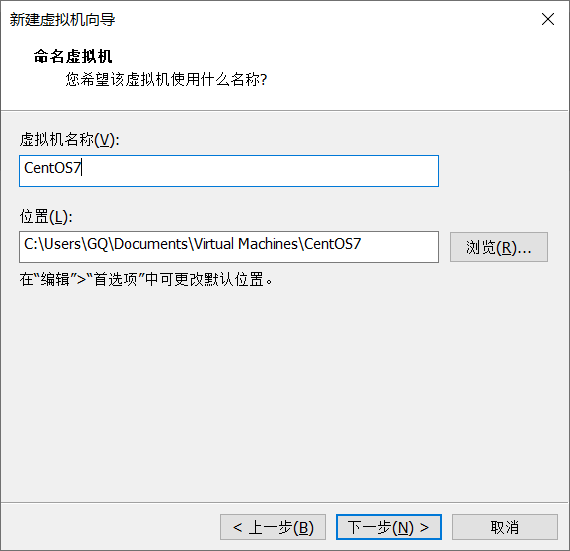 新建虚拟机向导
命名虚拟机
您希望该虚拟机使用什么名称?
虚拟机名称(V):
CentOS7
位置(L):
C:\Users\GQ\Documents\Virtual Machines\CentOS7
浏览(R)...
在“编辑”>“首选项”中可更改默认位置。
< 上一步(B)
下一步(N) >
取消